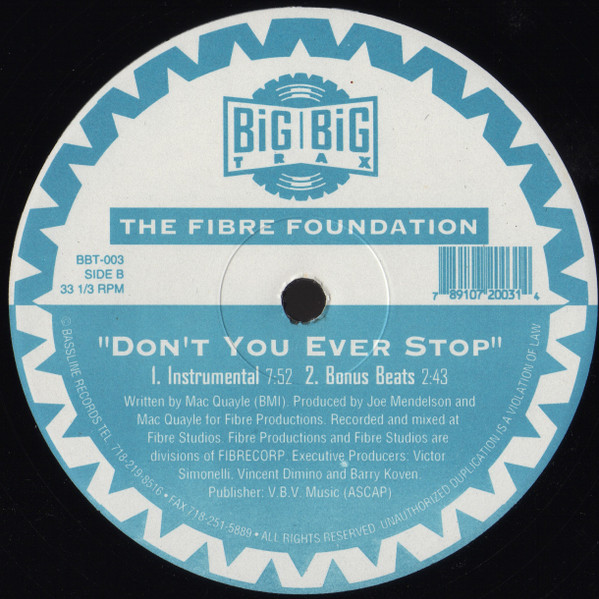 BiG BiG
TRAX
THE FIBRE FOUNDATION
BBT-003
SIDE B
33 1/3 RPM
7 89107 20031 4
"DON'T YOU EVER STOP"
1. Instrumental 7:52 2. Bonus Beats 2:43
Written by Mac Quayle (BMI). Produced by Joe Mendelson and
Mac Quayle for Fibre Productions. Recorded and mixed at
Fibre Studios. Fibre Productions and Fibre Studios are
divisions of FIBRECORP. Executive Producers: Victor
Simonelli, Vincent Dimino and Barry Koven
Publisher: V.B.V. Music (ASCAP)
© BASSLINE RECORDS TEL. 718-219-8516 • FAX 718-251-5889 • ALL RIGHTS RESERVED · UNAUTHORIZED DUPLICATION IS A VIOLATION OF LAW